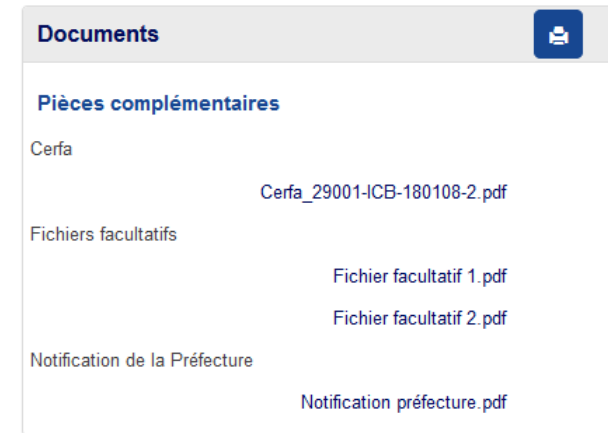 Documents
Pièces complémentaires
Cerfa
Cerfa_29001-ICB-180108-2.pdf
Fichiers facultatifs
Fichier facultatif 1.pdf
Fichier facultatif 2.pdf
Notification de la Préfecture
Notification préfecture.pdf